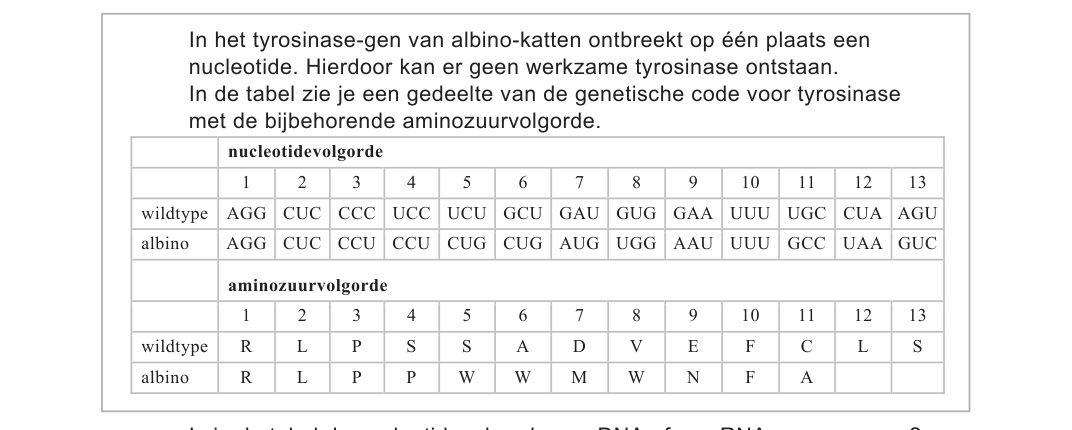 In het tyrosinase-gen van albino-katten ontbreekt op één plaats een
nucleotide. Hierdoor kan er geen werkzame tyrosinase ontstaan.
In de tabel zie je een gedeelte van de genetische code voor tyrosinase
met de bijbehorende aminozuurvolgorde.
nucleotidevolgorde
1 2 3 4 5 6 7 8 9 10 11 12 13
wildtype AGG CUC CCC UCC UCU GCU GAU GUG GAA UUU UGC CUA AGU
albino AGG CUC CCU CCU CUG CUG AUG UGG AAU UUU GCC UAA GUC
aminozuurvolgorde
1 2 3 4 5 6 7 8 9 10 11 12 13
wildtype R L P S S A D V E F C L S
albino R L P P W W M W N F A